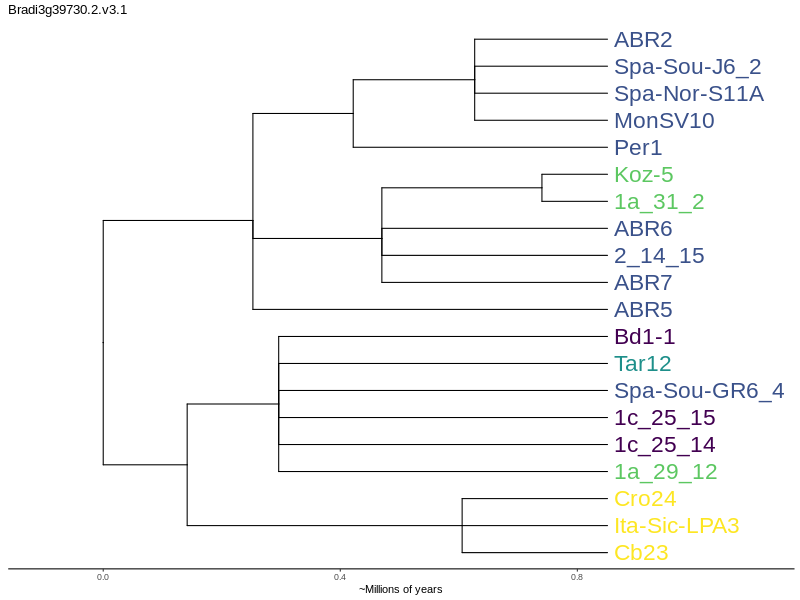 Bradi3g39730.2.v3.1
ABR2
Spa-Sou-J6_2
Spa-Nor-S11A
MonSV10
Per1
Koz-5
1a_31_2
ABR6
2_14_15
ABR7
ABR5
Bd1-1
Tar12
Spa-Sou-GR6_4
1c_25_15
1c_25_14
1a_29_12
Cro24
Ita-Sic-LPA3
Cb23
0.0 0.4 0.8
~Millions of years